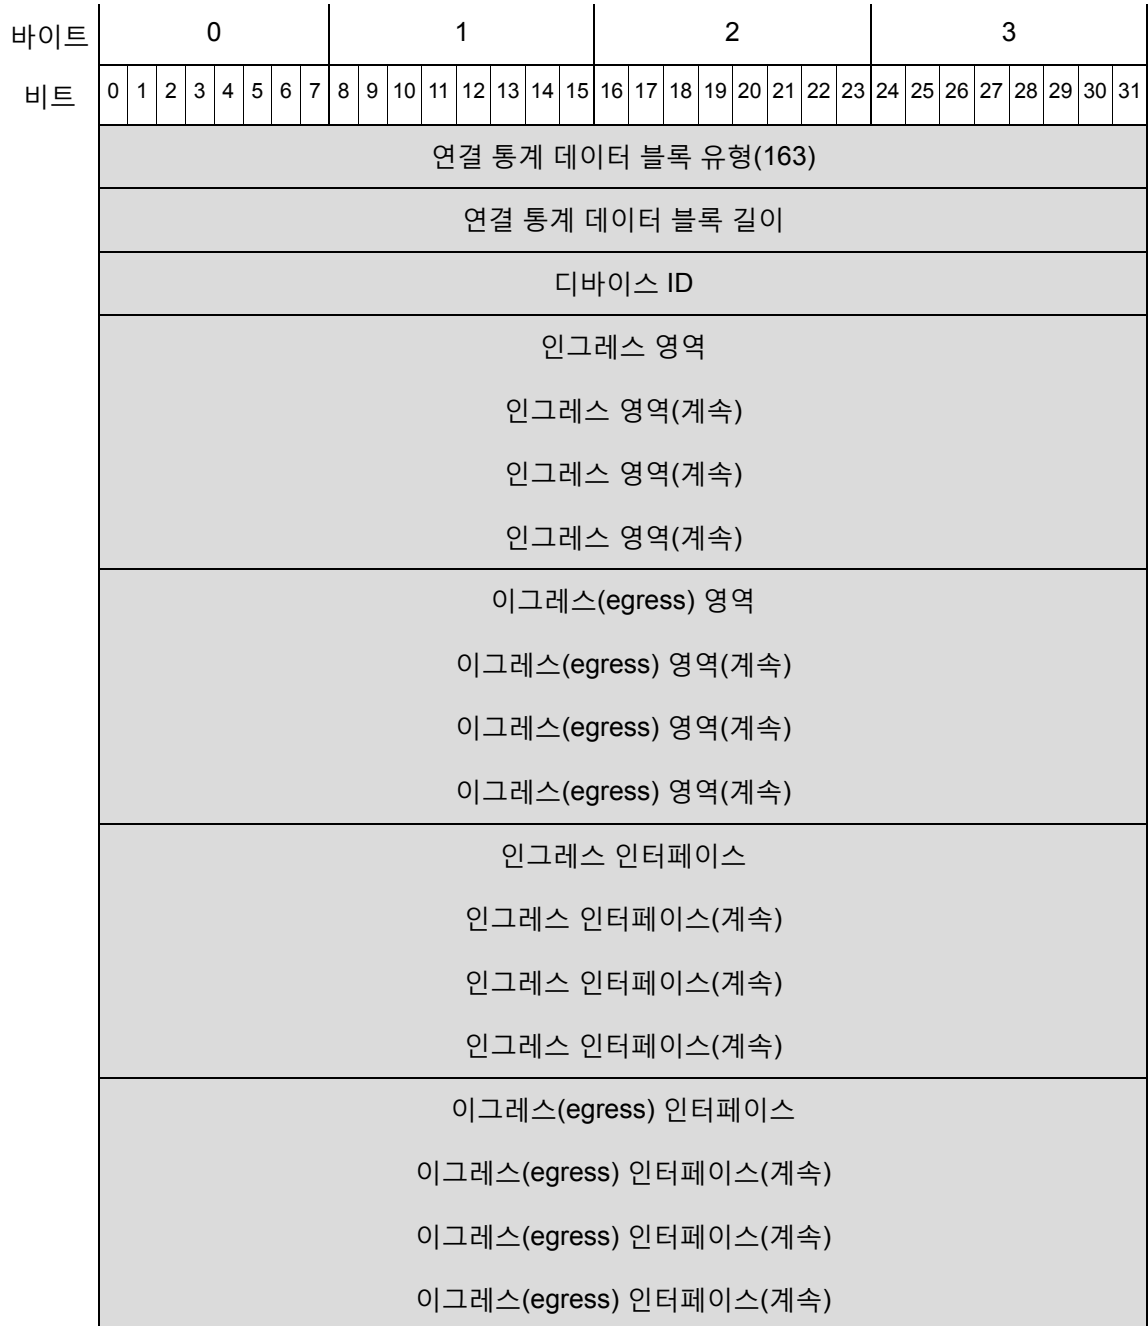 바이트 0 1 2 3
비트 0 1 2 3 4 5 6 7 8 9 10 11 12 13 14 15 16 17 18 19 20 21 22 23 24 25 26 27 28 29 30 31
연결 통계 데이터 블록 유형(163)
연결 통계 데이터 블록 길이
디바이스 ID
인그레스 영역
인그레스 영역(계속)
인그레스 영역(계속)
인그레스 영역(계속)
이그레스(egress) 영역
이그레스(egress) 영역(계속)
이그레스(egress) 영역(계속)
이그레스(egress) 영역(계속)
인그레스 인터페이스
인그레스 인터페이스(계속)
인그레스 인터페이스(계속)
인그레스 인터페이스(계속)
이그레스(egress) 인터페이스
이그레스(egress) 인터페이스(계속)
이그레스(egress) 인터페이스(계속)
이그레스(egress) 인터페이스(계속)